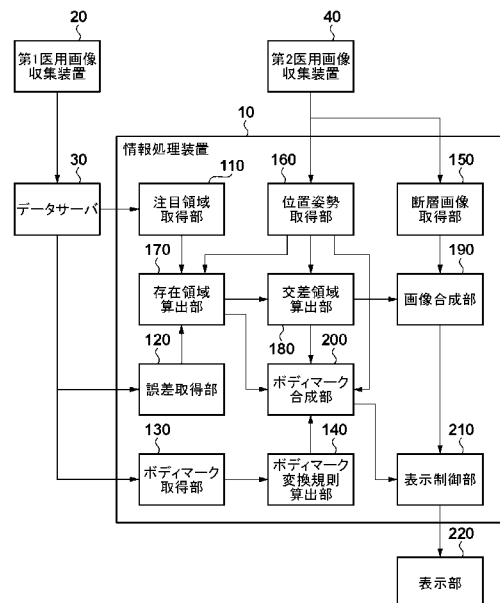 20
40
第1医用画像
収集装置
第2医用画像
収集装置
10
情報処理装置
30
110
160
150
データサーバ
注目領域
取得部
位置姿勢
取得部
断層画像
取得部
170
190
存在領域
算出部
交差領域
算出部
画像合成部
180
120
200
誤差取得部
ボディマーク
合成部
130
140
210
ボディマーク
取得部
ボディマーク
変換規則
算出部
表示制御部
220
表示部